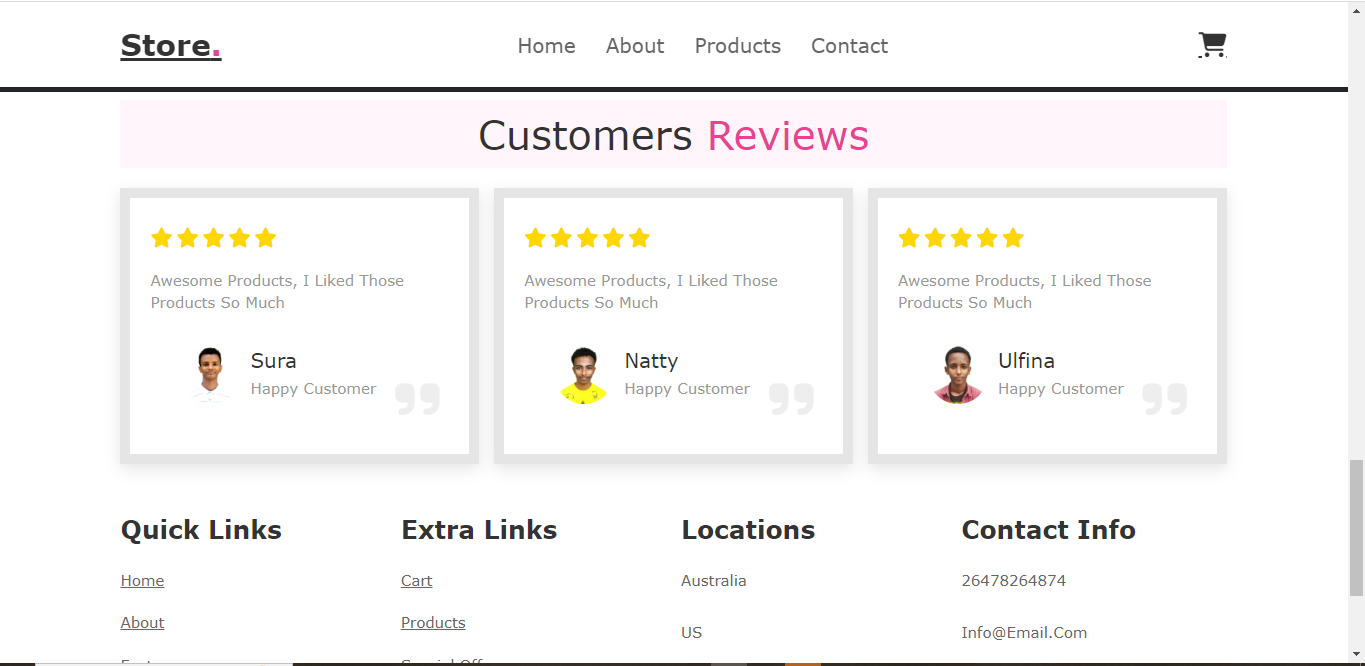 Store.
Home About Products Contact
Customers Reviews
Awesome Products, I Liked Those
Products So Much
Sura
Happy Customer
Awesome Products, I Liked Those
Products So Much
Natty
Happy Customer
Awesome Products, I Liked Those
Products So Much
Ulfina
Happy Customer
Quick Links
Home
About
Extra Links
Cart
Products
Locations
Australia
US
Contact Info
26478264874
Info@Email.Com